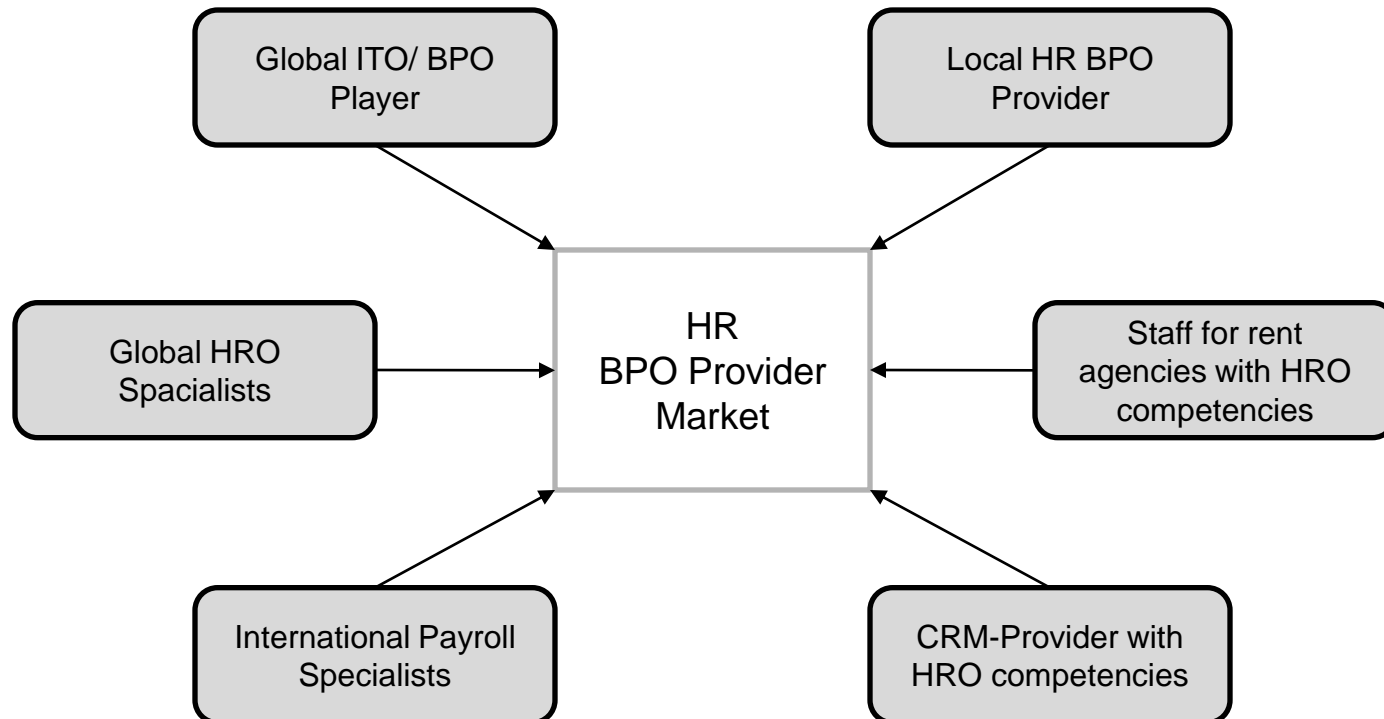 Global ITO/ BPO
Player
Local HR BPO
Provider
Global HRO
Spacialists
HR
BPO Provider
Market
Staff for rent
agencies with HRO
competencies
International Payroll
Specialists
CRM-Provider with
HRO competencies